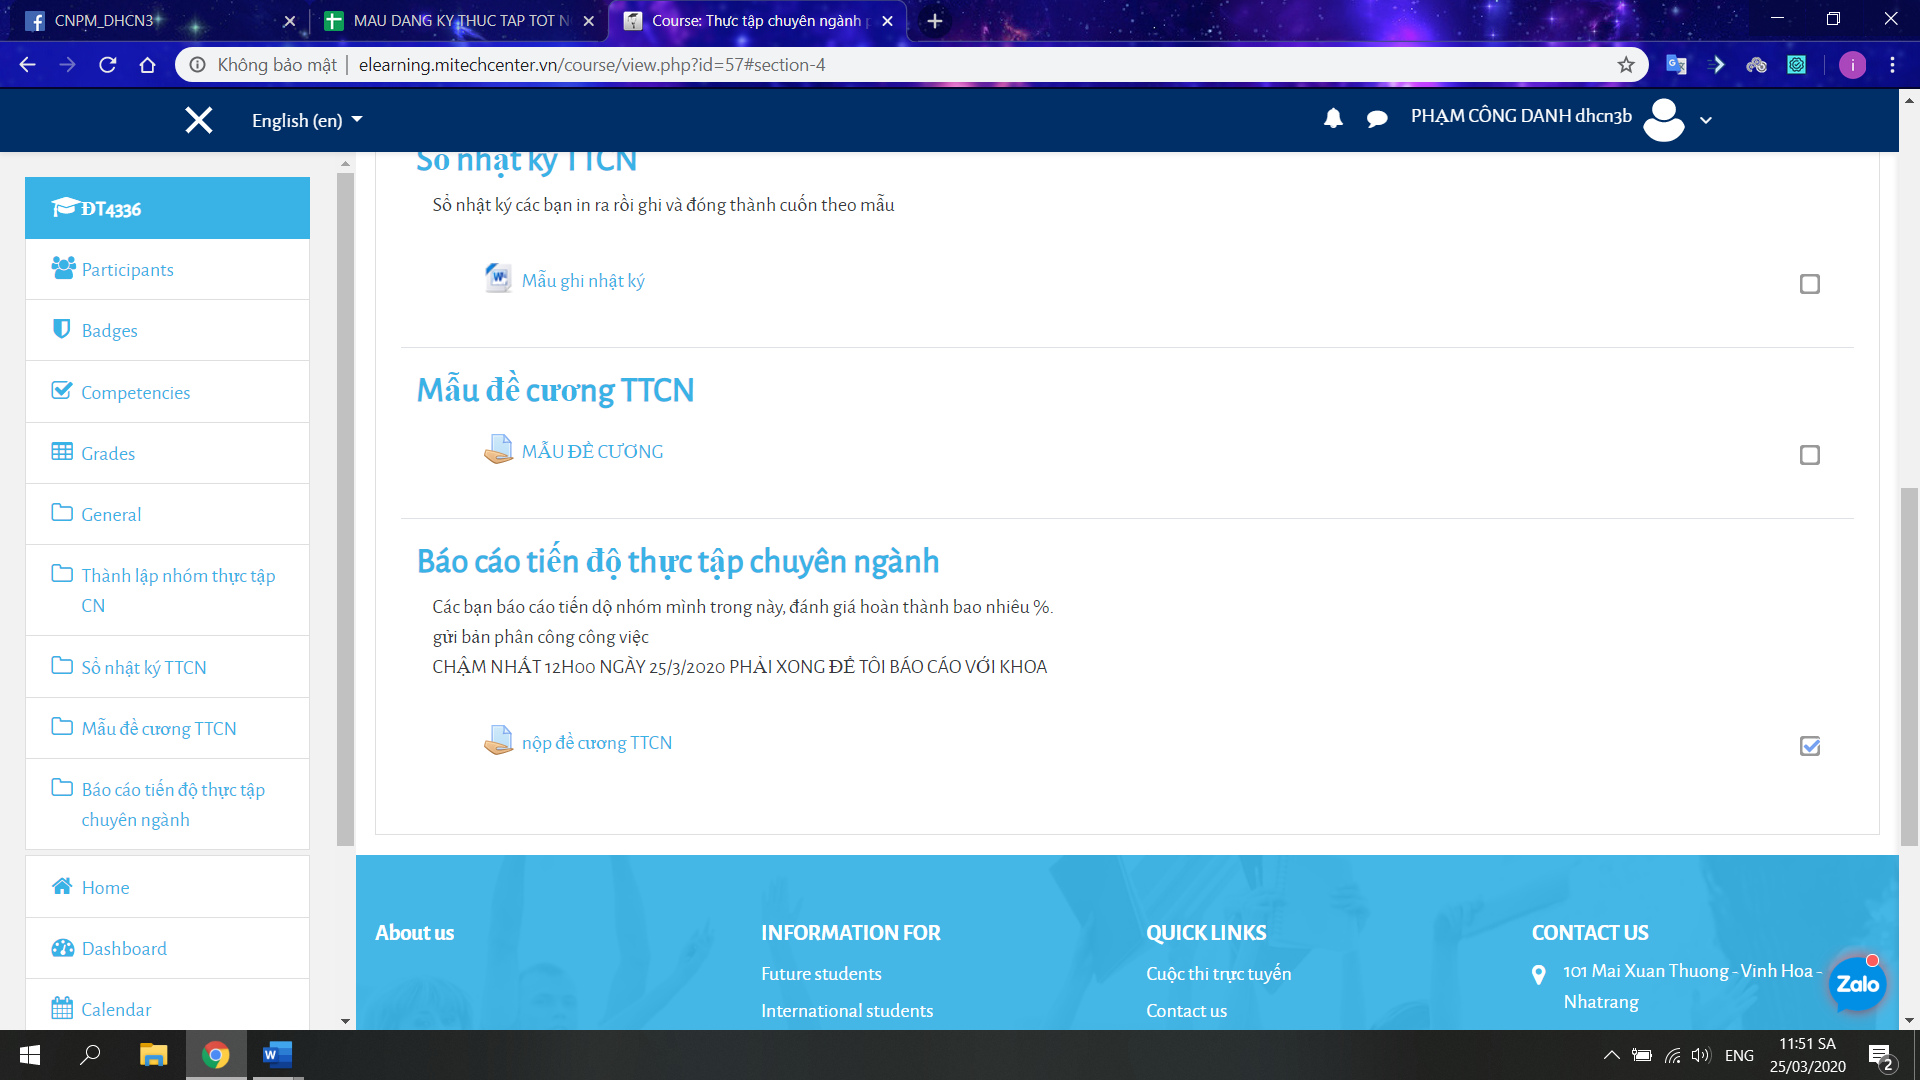 CNPM_DHCN3
MAU DANG KY THUC TAP TOT N
Course: Thực tập chuyên ngành p
Không bảo mật | elearning.mitechcenter.vn/course/view.php?id=57#section-4
i
English (en)
PHẠM CÔNG DANH dhcn3b
ĐT4336
Participants
Badges
Competencies
Grades
General
Thành lập nhóm thực tập
CN
Sổ nhật ký TTCN
Mẫu đề cương TTCN
Báo cáo tiến độ thực tập
chuyên ngành
Home
Dashboard
Calendar
Sổ nhật ký TTCN
Sổ nhật ký các bạn in ra rồi ghi và đóng thành cuốn theo mẫu
Mẫu ghi nhật ký
Mẫu đề cương TTCN
MẪU ĐỀ CƯƠNG
Báo cáo tiến độ thực tập chuyên ngành
Các bạn báo cáo tiến dộ nhóm mình trong này, đánh giá hoàn thành bao nhiêu %.
gửi bản phân công công việc
CHẬM NHẤT 12H00 NGÀY 25/3/2020 PHẢI XONG ĐỂ TÔI BÁO CÁO VỚI KHOA
nộp đề cương TTCN
About us
INFORMATION FOR
Future students
International students
QUICK LINKS
Cuộc thi trực tuyến
Contact us
CONTACT US
101 Mai Xuan Thuong - Vinh Hoa -
Nhatrang
Zalo
ENG
11:51 SA
25/03/2020
2